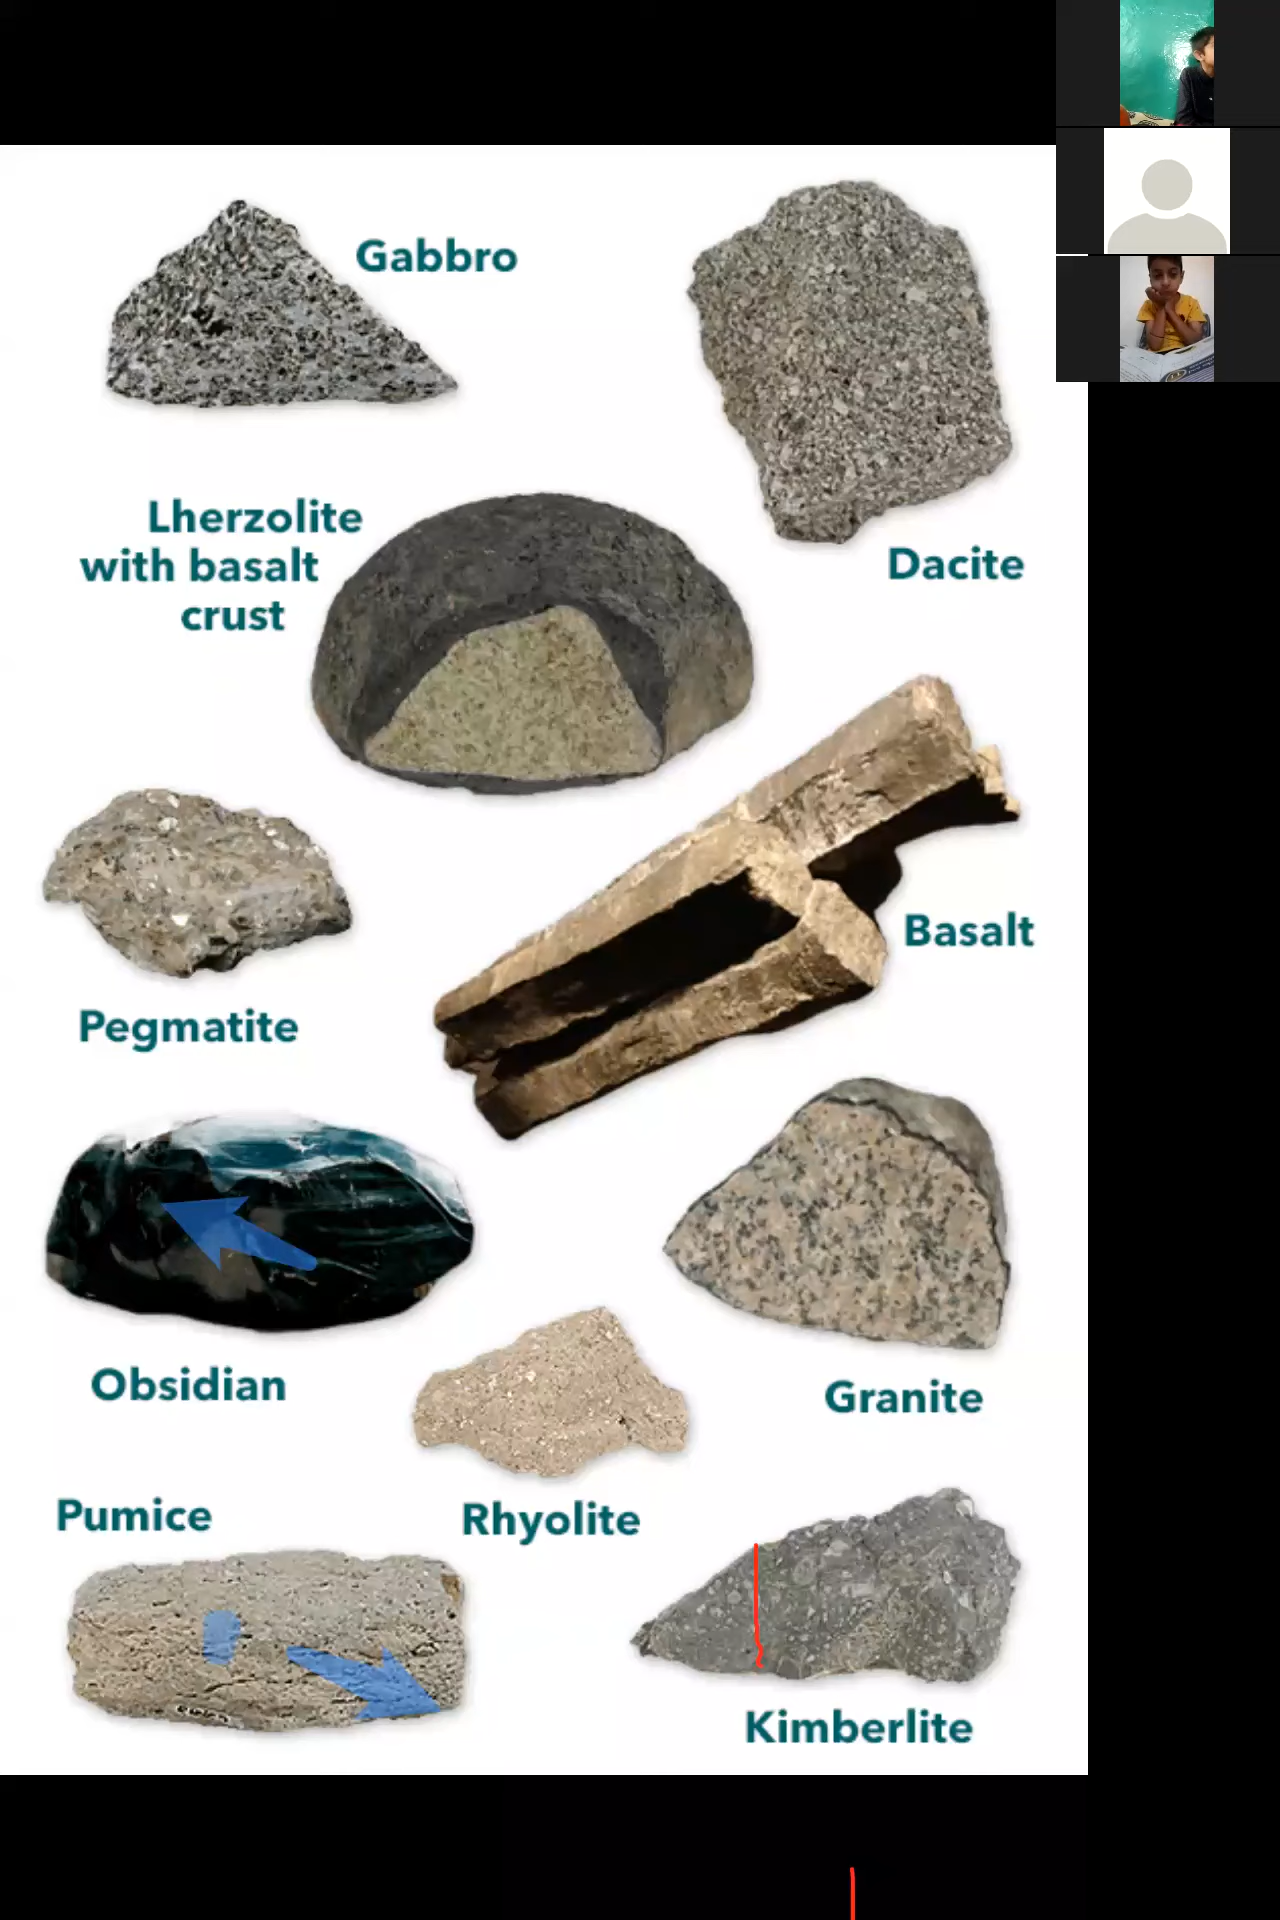 Gabbro
Lherzolite
with basalt
crust
Dacite
Pegmatite
Basalt
Obsidian
Granite
Pumice
Rhyolite
Kimberlite